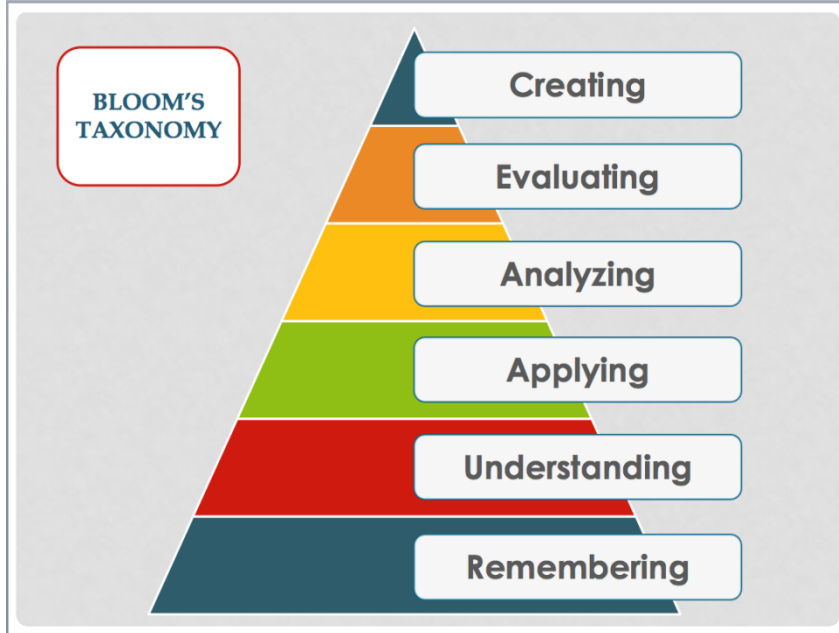 BLOOM'S
TAXONOMY
Creating
Evaluating
Analyzing
Applying
Understanding
Remembering